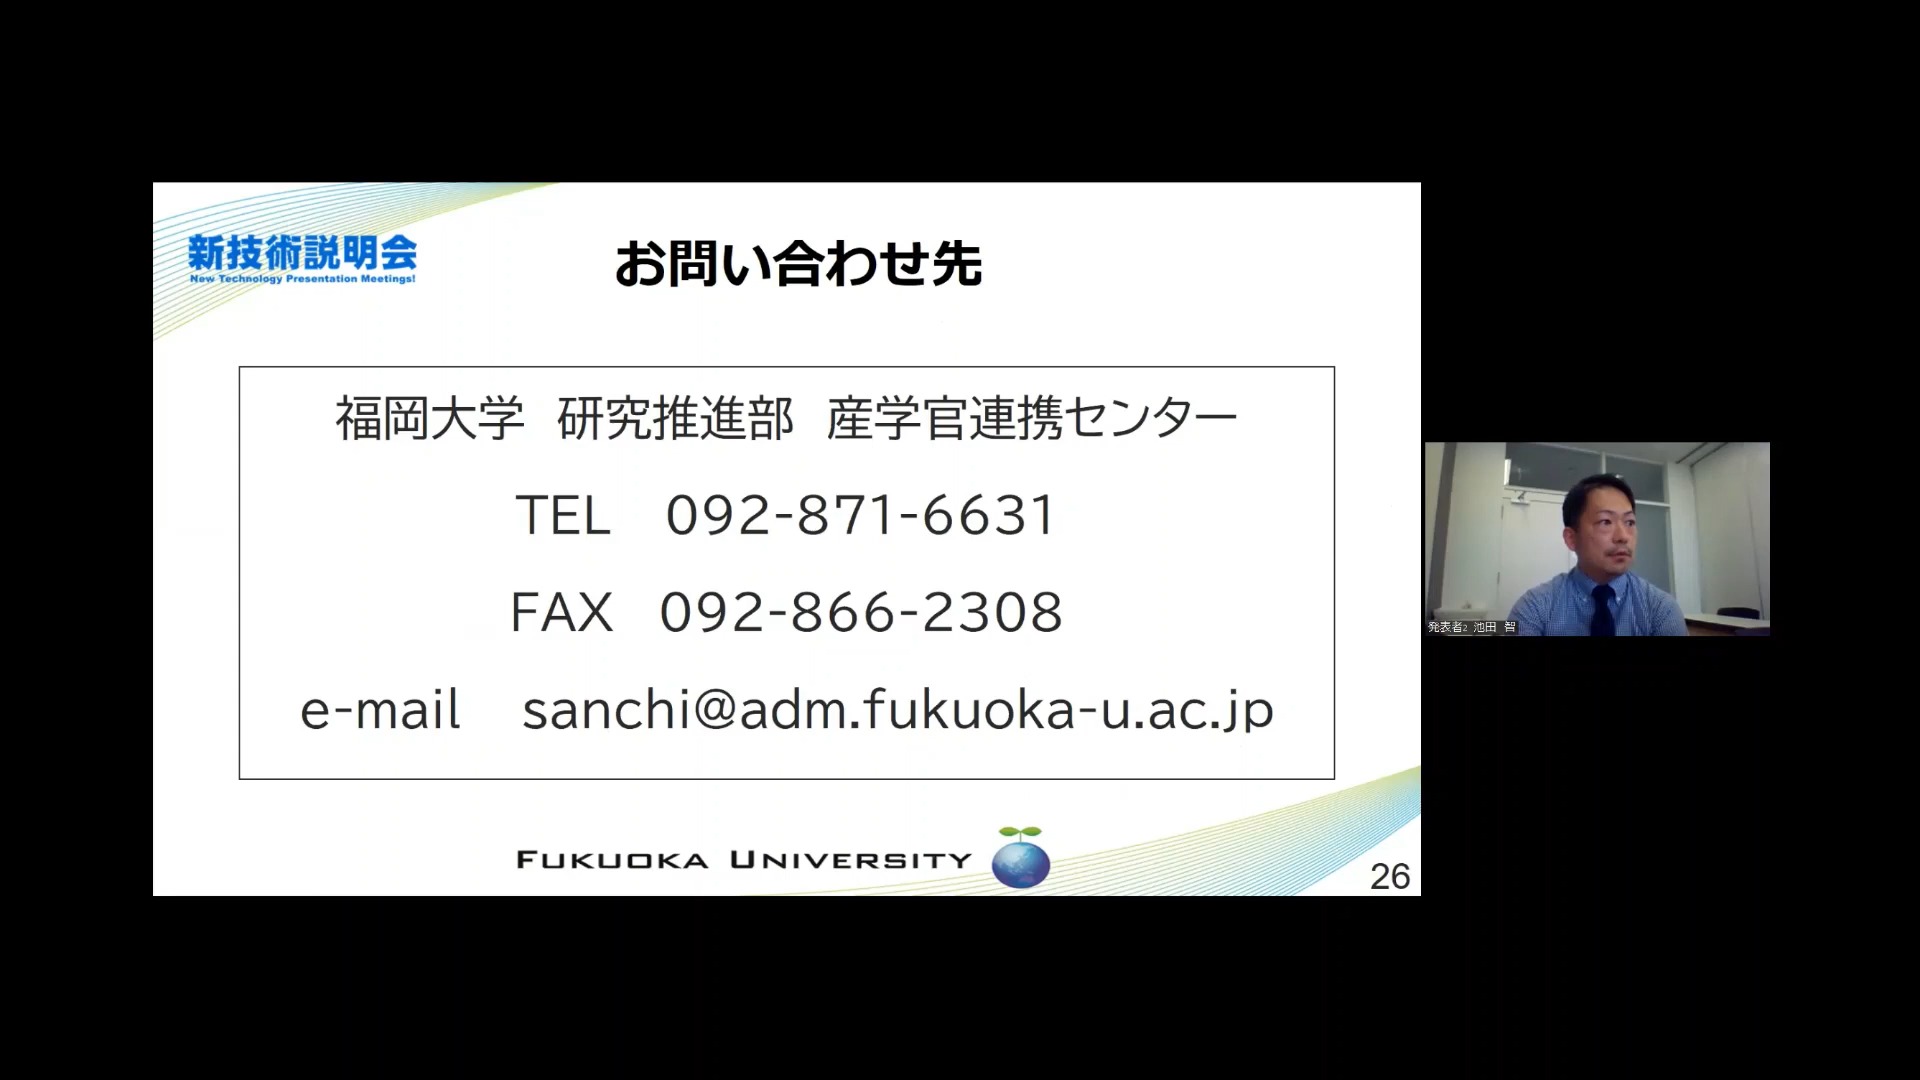 新技術説明会
New Technology Presentation Meetings!
お問い合わせ先
福岡大学 研究推進部 産学官連携センター
TEL 092-871-6631
FAX 092-866-2308
e-mail sanchi@adm.fukuoka-u.ac.jp
FUKUOKA UNIVERSITY
26
発表者2 池田 智